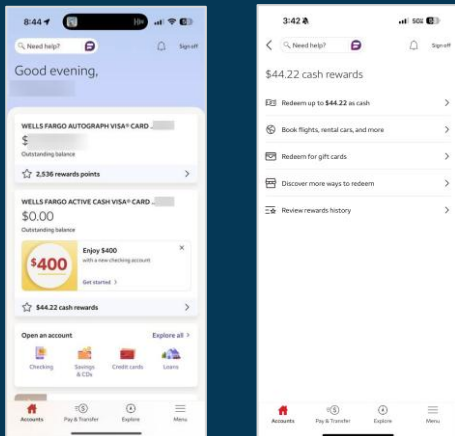 8:44
Need help?
Sign off
Good evening,
WELLS FARGO AUTOGRAPH VISA® CARD ...
$
Outstanding balance
2,536 rewards points
WELLS FARGO ACTIVE CASH VISA® CARD ...
$0.00
Outstanding balance
$400
Enjoy $400
with a new checking account
Get started
$44.22 cash rewards
Open an account
Explore all
Checking
Savings
& CDs
Credit cards
Loans
Accounts
Pay & Transfer
Explore
Menu
3:42
SOS
Need help?
Sign off
$44.22 cash rewards
Redeem up to $44.22 as cash
Book flights, rental cars, and more
Redeem for gift cards
Discover more ways to redeem
Review rewards history
Accounts
Pay & Transfer
Explore
Menu